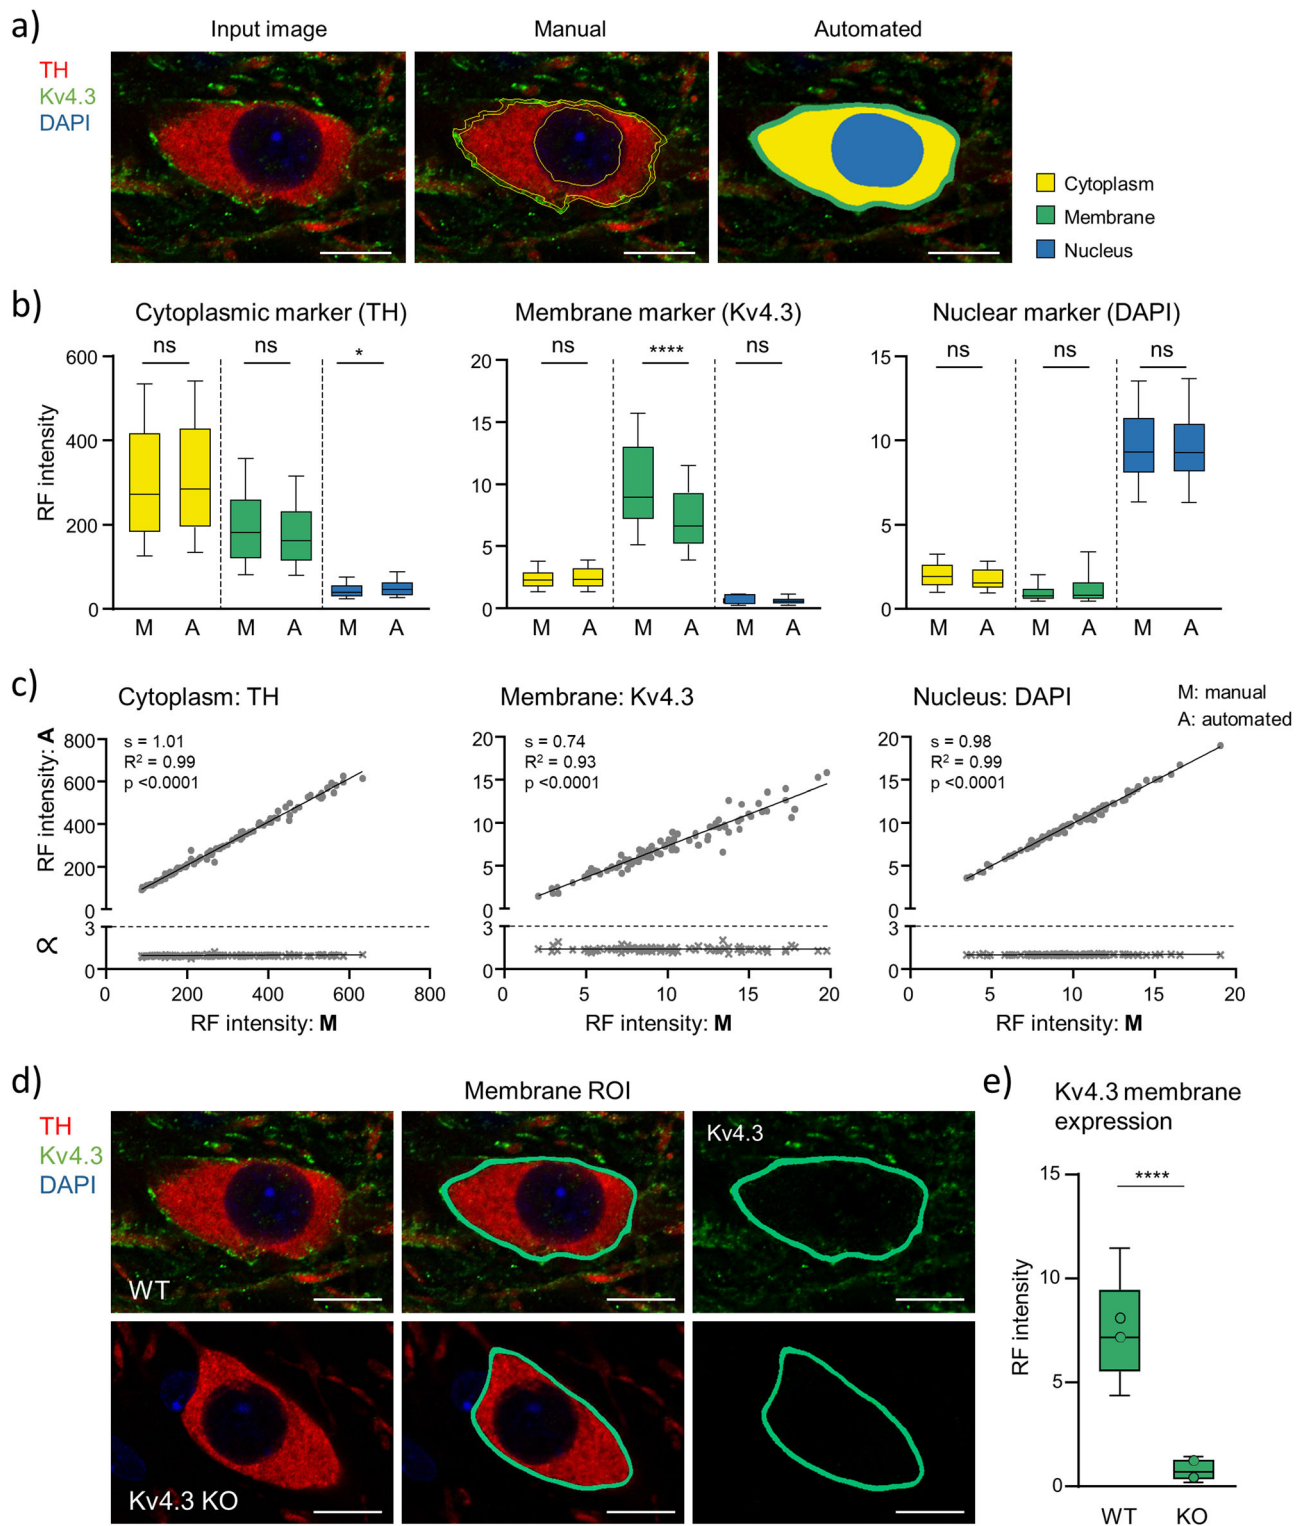 a)
Input image
Manual
Automated
TH
Kv4.3
DAPI
Cytoplasm
Membrane
Nucleus
b)
Cytoplasmic marker (TH)
Membrane marker (Kv4.3)
Nuclear marker (DAPI)
RF intensity
600
400
200
0
ns
ns
*
M
A
M
A
M
A
20
15
10
5
0
ns
****
ns
M
A
M
A
M
A
15
10
5
0
ns
ns
ns
M
A
M
A
M
A
c)
Cytoplasm: TH
Membrane: Kv4.3
Nucleus: DAPI
M: manual
A: automated
RF intensity: A
800
600
400
200
0
s = 1.01
R² = 0.99
p <0.0001
∝
3
0
0
200
400
600
800
RF intensity: M
20
15
10
5
0
s = 0.74
R² = 0.93
p <0.0001
3
0
0
5
10
15
20
RF intensity: M
20
15
10
5
0
s = 0.98
R² = 0.99
p <0.0001
3
0
0
5
10
15
20
RF intensity: M
d)
Membrane ROI
TH
Kv4.3
DAPI
WT
Kv4.3
Kv4.3 KO
e)
Kv4.3 membrane
expression
RF intensity
15
10
5
0
****
WT
KO